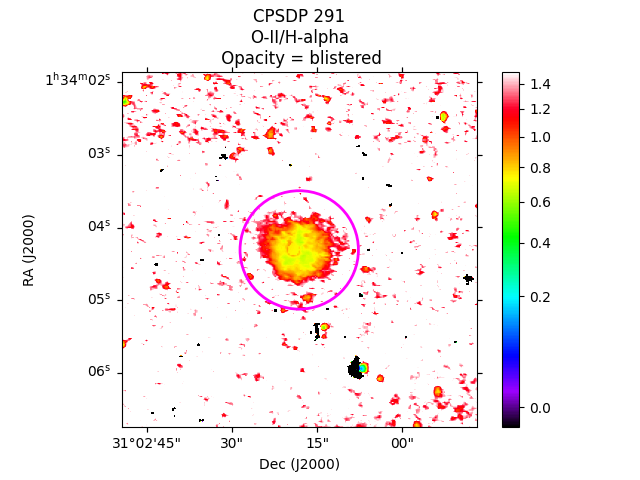 CPSDP 291
O-II/H-alpha
Opacity = blistered
1h34m02s
03s
04s
05s
06s
RA (J2000)
31°02'45"
30"
15"
00"
Dec (J2000)
1.4
1.2
1.0
0.8
0.6
0.4
0.2
0.0